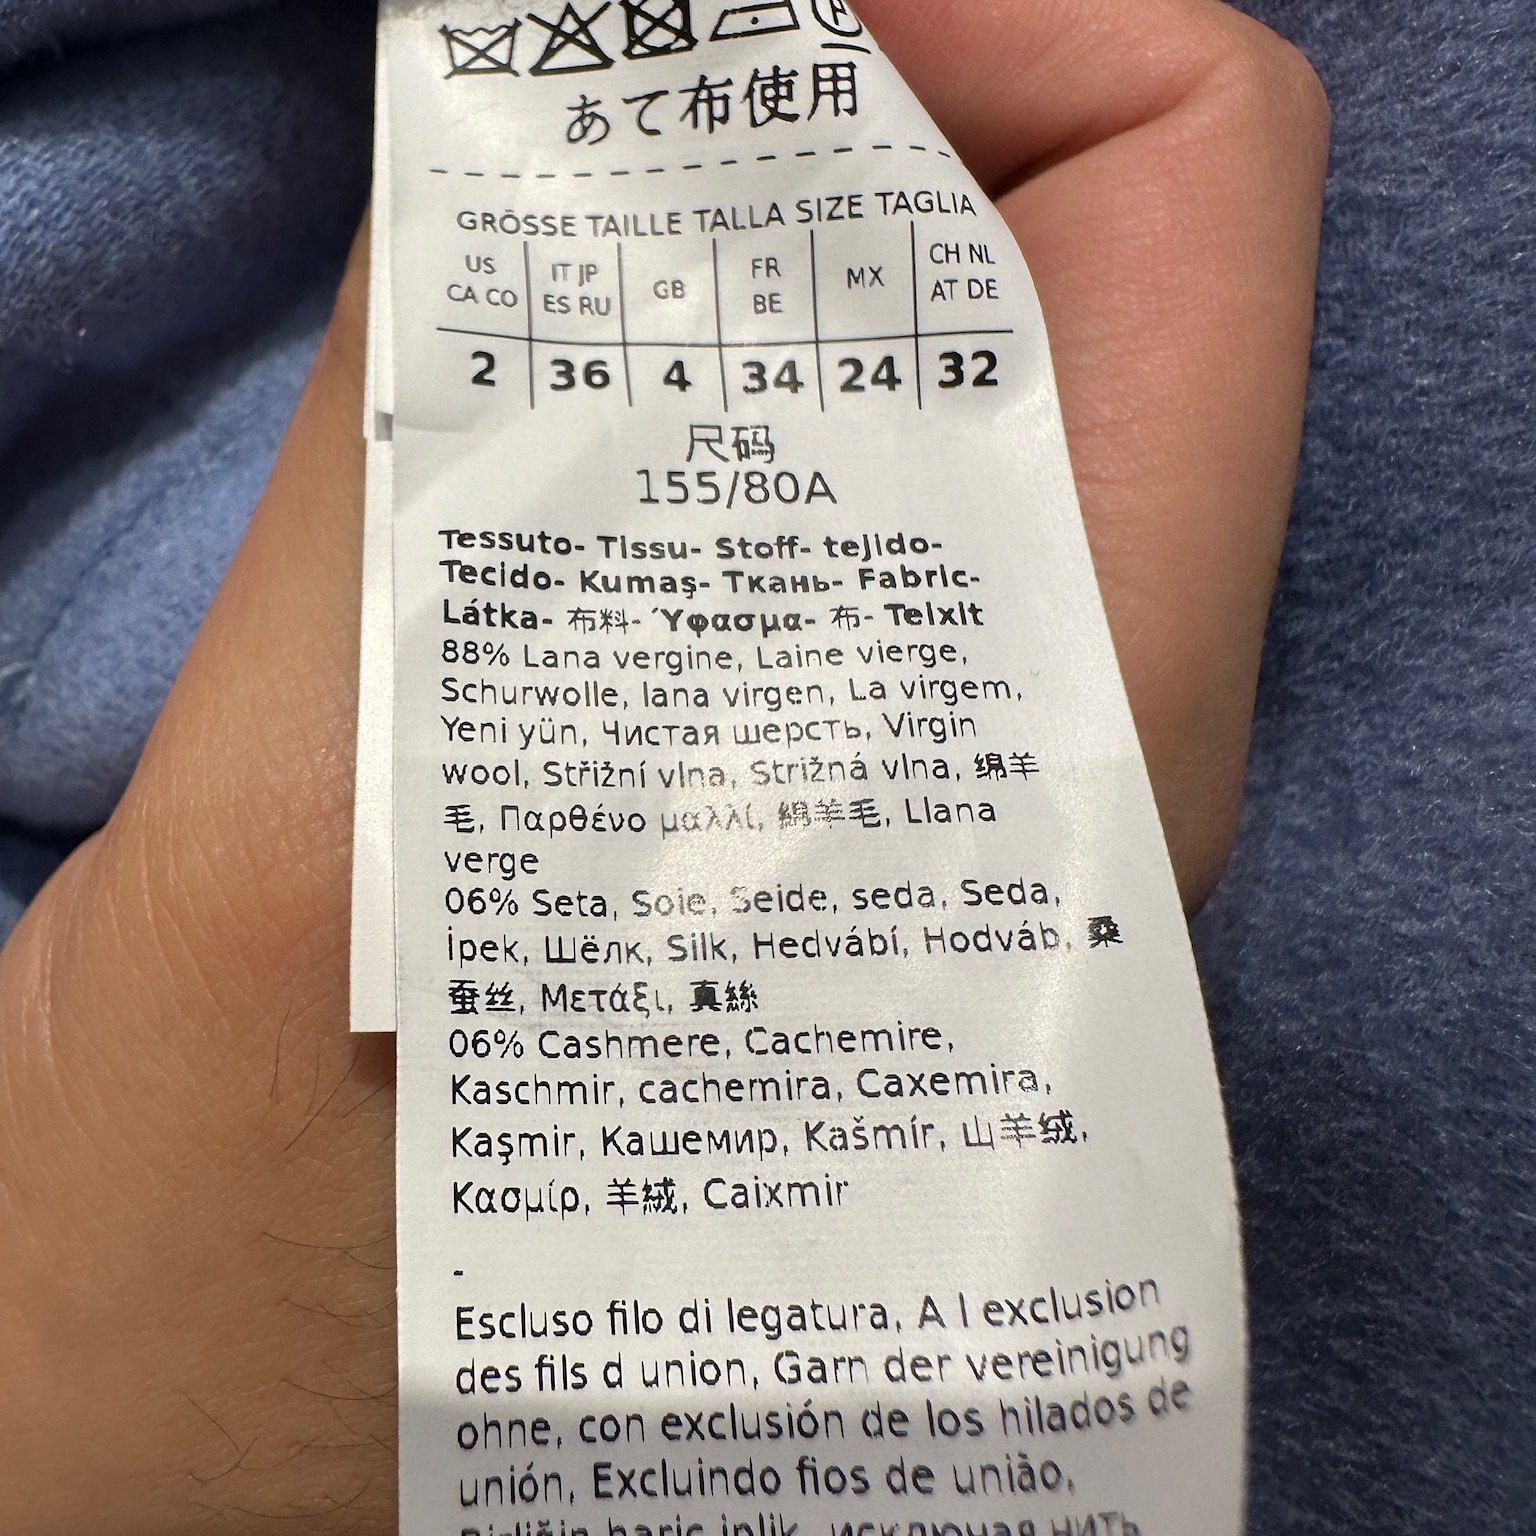 P
あて布使用
GRÖSSE TAILLE TALLA SIZE TAGLIA
US CA CO | IT JP ES RU | GB | FR BE | MX | CH NL AT DE
2 36 4 34 24 32
尺码
155/80A
Tessuto- Tissu- Stoff- tejido-
Tecido- Kumaş- Ткань- Fabric-
Látka- 布料- Ύφασμα- 布- Teixit
88% Lana vergine, Laine vierge,
Schurwolle, lana virgen, La virgem,
Yeni yün, Чистая шерсть, Virgin
wool, Střižní vlna, Strižná vlna, 绵羊
毛, Παρθένο μαλλί, 綿羊毛, Llana
verge
06% Seta, Soie, Seide, seda, Seda,
İpek, Шёлк, Silk, Hedvábí, Hodváb, 桑
蚕丝, Μετάξι, 真絲
06% Cashmere, Cachemire,
Kaschmir, cachemira, Caxemira,
Kaşmir, Кашемир, Kašmír, 山羊绒,
Κασμίρ, 羊絨, Caixmir
-
Escluso filo di legatura, A l exclusion
des fils d union, Garn der vereinigung
ohne, con exclusión de los hilados de
unión, Excluindo fios de união,
Birliğin hariç iplik, исключая нить